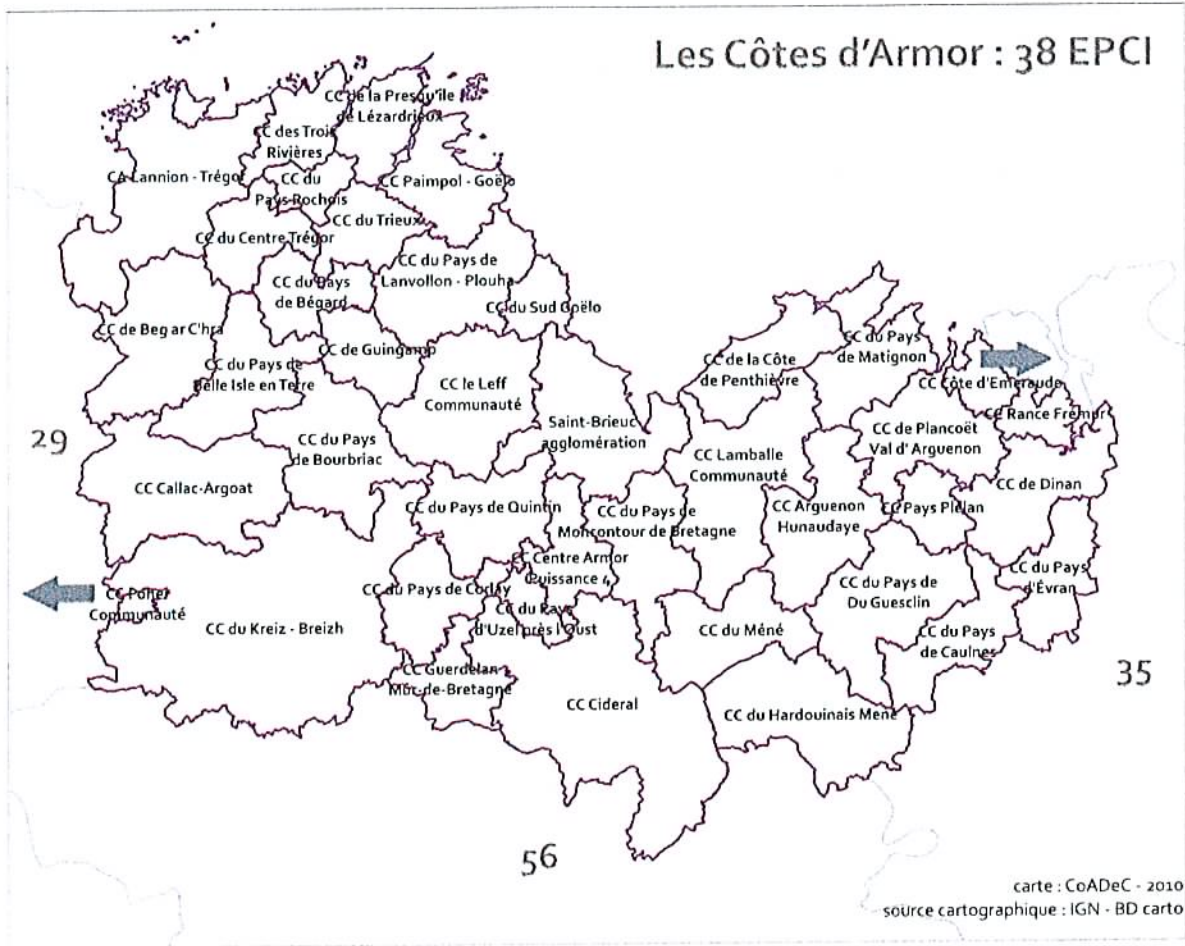 Les Côtes d'Armor : 38 EPCI
CC de la Presqu'île
de Lézardrieux
CC des Trois
Rivières
CA Lannion - Trégor
CC du
Pays Rochois
CC Paimpol - Goëlo
CC du Trieux
CC du Centre Trégor
CC du Pays de
Lanvollon - Plouha
CC du Pays
de Bégard
CC du Sud Goëlo
CC de Beg ar C'hra
CC de Guingamp
CC du Pays de
Belle Isle en Terre
CC le Leff
Communauté
CC de la Côte
de Penthièvre
CC du Pays
de Matignon
CC Côte d'Emeraude
CC Rance Frémur
29
Saint-Brieuc
agglomération
CC de Plancoët
Val d'Arguenon
CC du Pays
de Bourbriac
CC Lamballe
Communauté
CC Callac-Argoat
CC de Dinan
CC du Pays de Quintin
CC du Pays de
Moncontour de Bretagne
CC Arguenon
Hunaudaye
CC Pays Plélan
CC Centre Armor
Puissance 4
CC du Pays
d'Évran
CC Poher
Communauté
CC du Pays de Corlay
CC du Pays de
Du Guesclin
CC du Kreiz - Breizh
CC du Pays
d'Uzel près l'Oust
CC du Méné
CC du Pays
de Caulnes
CC Guerdelan
Mûr-de-Bretagne
35
CC Cideral
CC du Hardouinais Mené
56
carte : CoADeC - 2010
source cartographique : IGN - BD carto